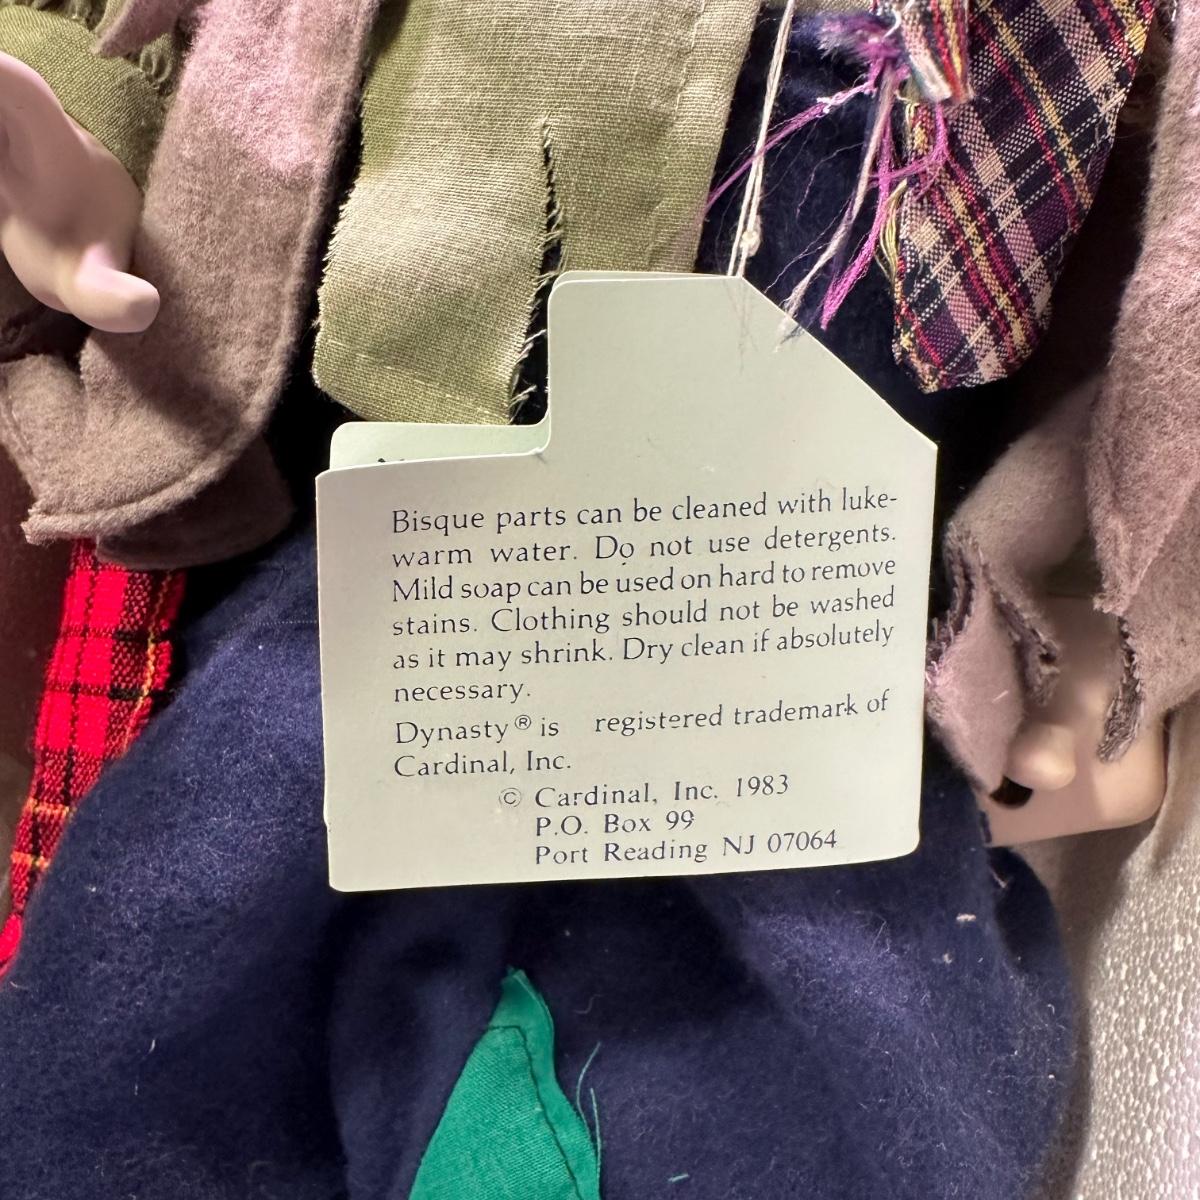 Bisque parts can be cleaned with luke-
warm water. Do not use detergents.
Mild soap can be used on hard to remove
stains. Clothing should not be washed
as it may shrink. Dry clean if absolutely
necessary.
Dynasty® is registered trademark of
Cardinal, Inc.
© Cardinal, Inc. 1983
P.O. Box 99
Port Reading NJ 07064